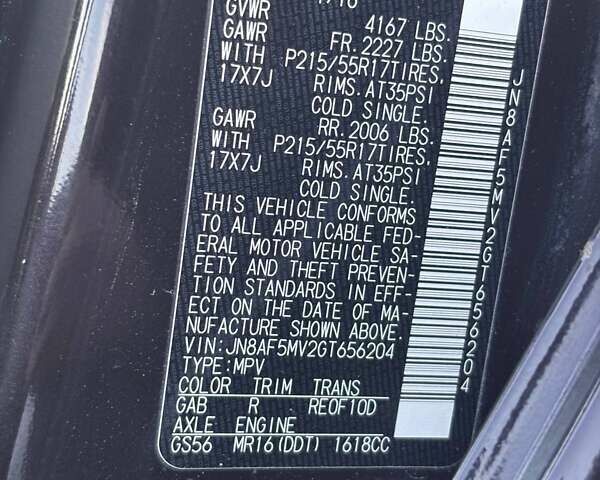 GVWR 4167 LBS.
GAWR FR. 2227 LBS.
WITH P215/55R17TIRES,
17X7J RIMS. AT35PSI
COLD SINGLE.
GAWR RR. 2006 LBS.
WITH P215/55R17TIRES,
17X7J RIMS. AT35PSI
COLD SINGLE.
THIS VEHICLE CONFORMS
TO ALL APPLICABLE FED-
ERAL MOTOR VEHICLE SA-
FETY AND THEFT PREVEN-
TION STANDARDS IN EFF-
ECT ON THE DATE OF MA-
NUFACTURE SHOWN ABOVE.
VIN:JN8AF5MV2GT656204
TYPE:MPV
COLOR TRIM TRANS
GAB R RE0F10D
AXLE ENGINE
GS56 MR16(DDT) 1618CC
JN8AF5MV2GT656204